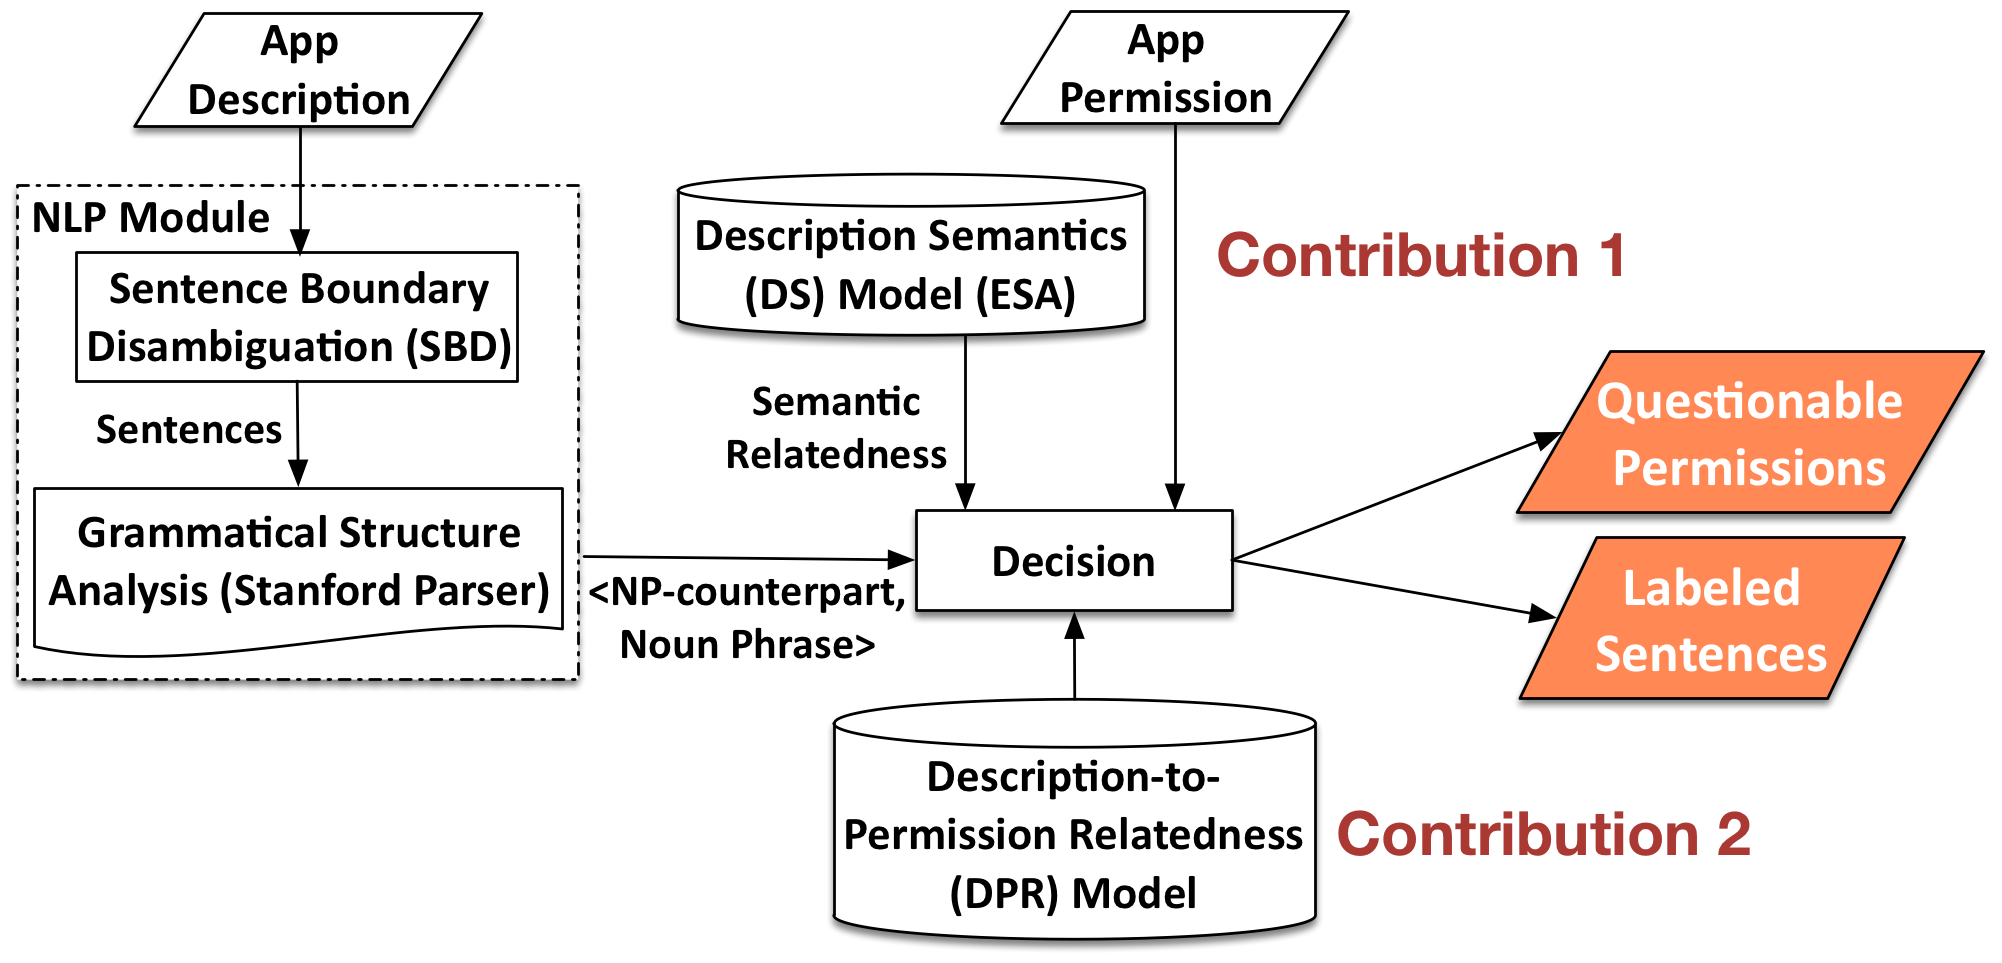 App
Description
App
Permission
NLP Module
Sentence Boundary
Disambiguation (SBD)
Sentences
Grammatical Structure
Analysis (Stanford Parser)
Description Semantics
(DS) Model (ESA)
Contribution 1
Semantic
Relatedness
<NP-counterpart,
Noun Phrase>
Decision
Questionable
Permissions
Labeled
Sentences
Description-to-
Permission Relatedness
(DPR) Model
Contribution 2